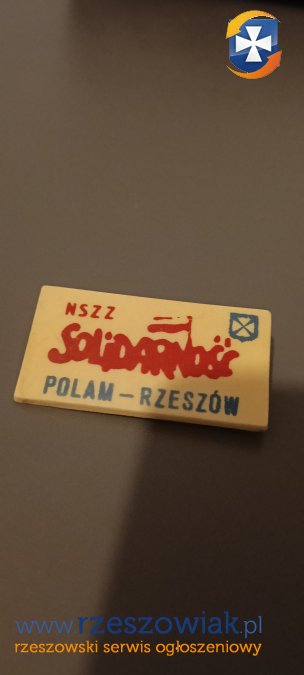 NSZZ
SOLiDARNOŚĆ
POLAM – RZESZÓW
www.rzeszowiak.pl
rzeszowski serwis ogłoszeniowy